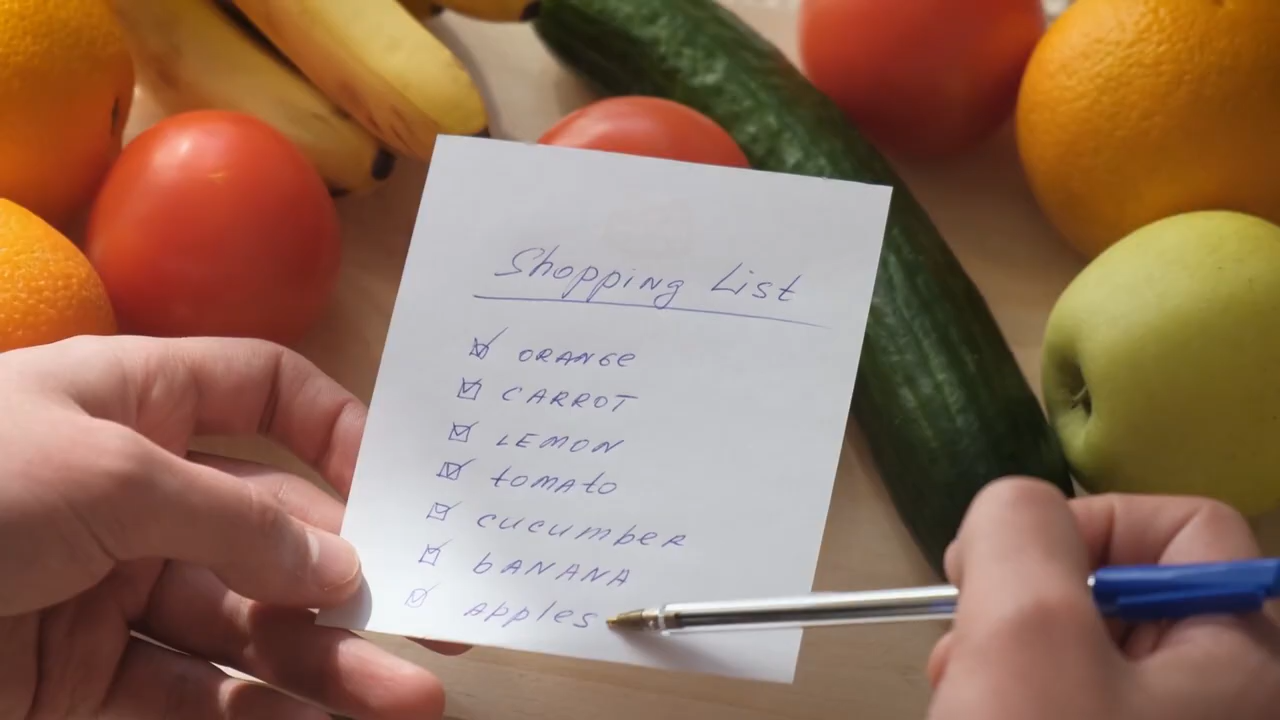 Shopping List
ORANGE
CARROT
LEMON
tomato
cucumber
bANANA
Apples